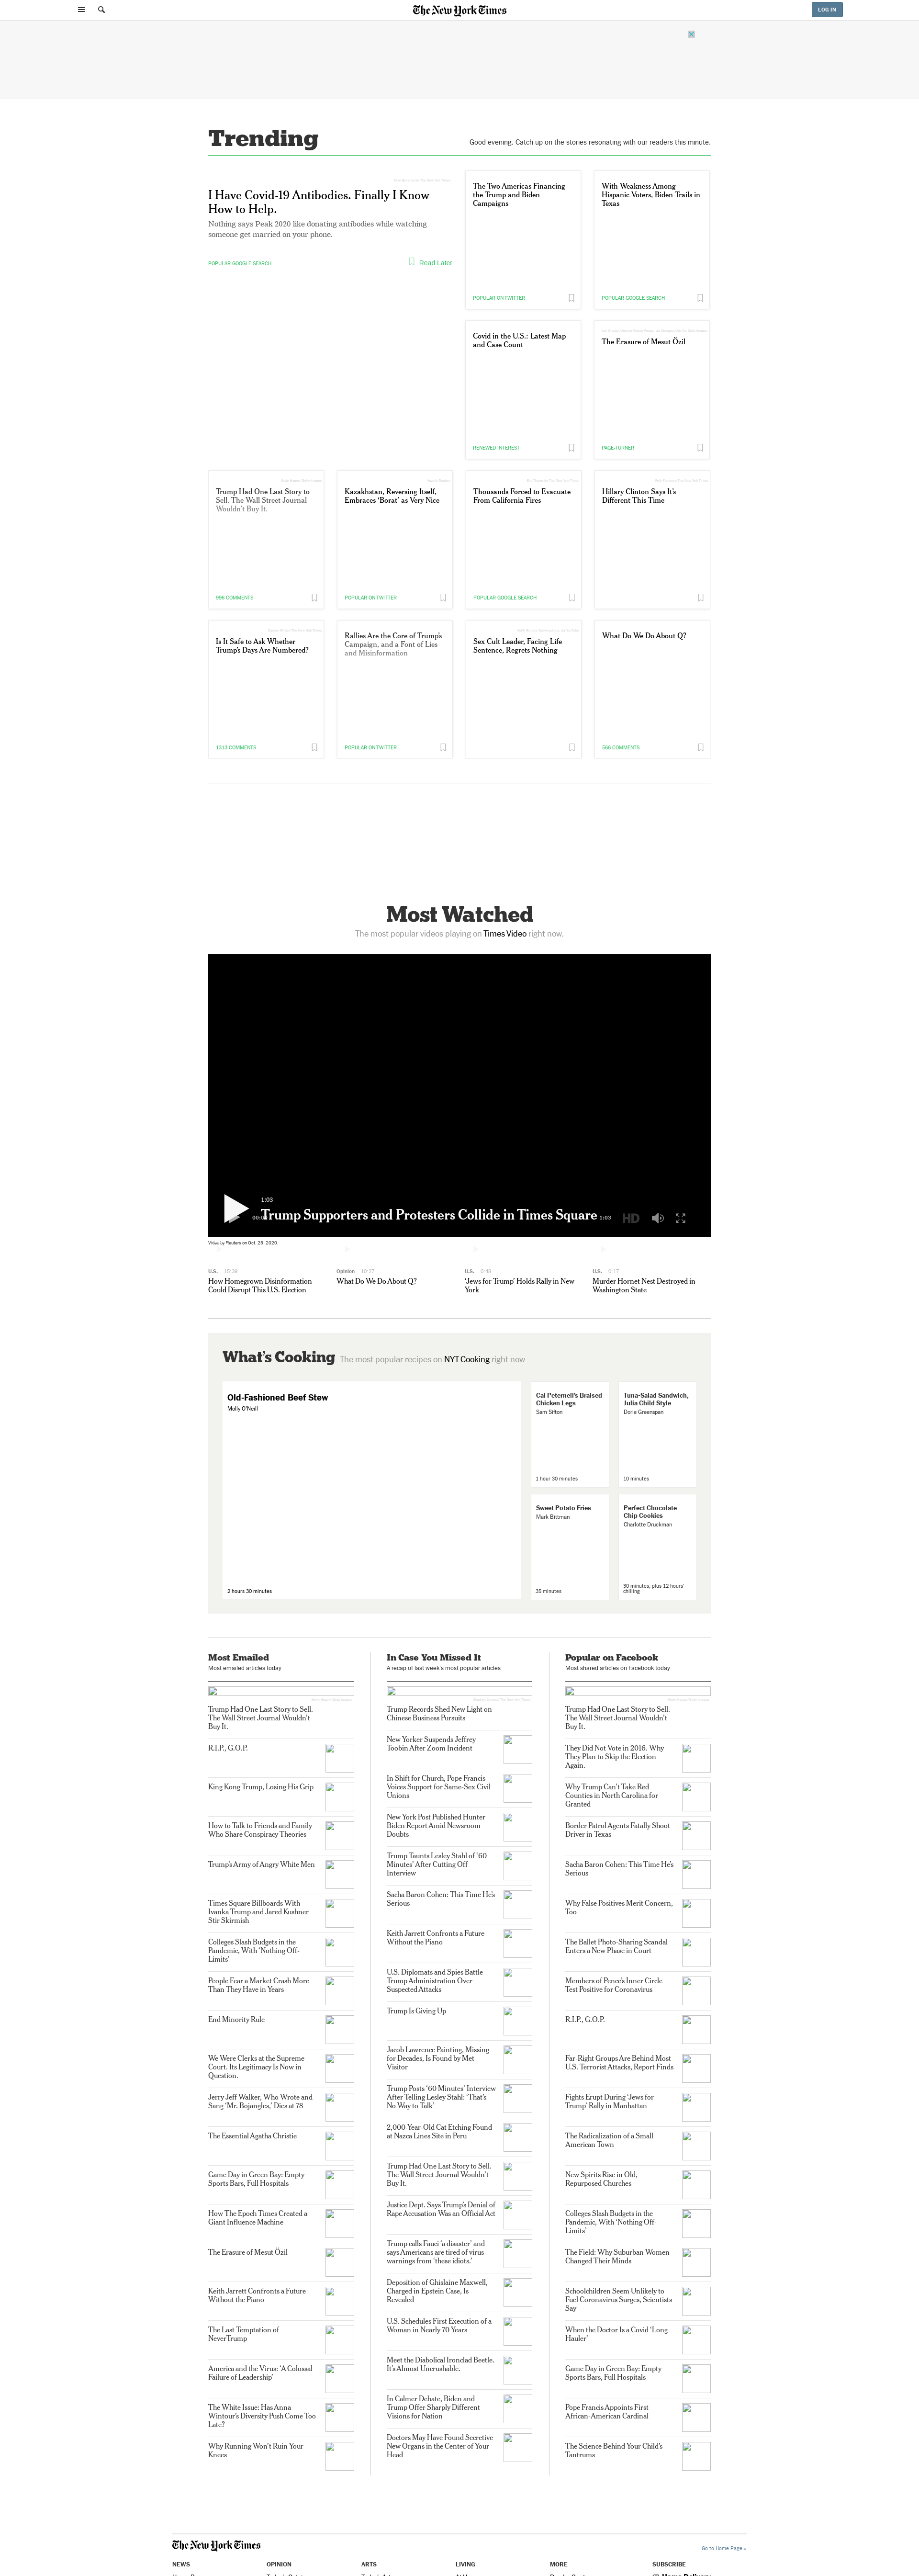 The New York Times
LOG IN
Trending
Good evening. Catch up on the stories resonating with our readers this minute.
I Have Covid-19 Antibodies. Finally I Know
How to Help.
Nothing says Peak 2020 like donating antibodies while watching
someone get married on your phone.
POPULAR GOOGLE SEARCH
Read Later
The Two Americas Financing
the Trump and Biden
Campaigns
POPULAR ON TWITTER
With Weakness Among
Hispanic Voters, Biden Trails in
Texas
POPULAR GOOGLE SEARCH
Covid in the U.S.: Latest Map
and Case Count
RENEWED INTEREST
The Erasure of Mesut Özil
PAGE-TURNER
Trump Had One Last Story to
Sell. The Wall Street Journal
Wouldn't Buy It.
996 COMMENTS
Kazakhstan, Reversing Itself,
Embraces 'Borat' as Very Nice
POPULAR ON TWITTER
Thousands Forced to Evacuate
From California Fires
POPULAR GOOGLE SEARCH
Hillary Clinton Says It's
Different This Time
Is It Safe to Ask Whether
Trump's Days Are Numbered?
1313 COMMENTS
Rallies Are the Core of Trump's
Campaign, and a Font of Lies
and Misinformation
POPULAR ON TWITTER
Sex Cult Leader, Facing Life
Sentence, Regrets Nothing
What Do We Do About Q?
566 COMMENTS
Most Watched
The most popular videos playing on Times Video right now.
1:03
Trump Supporters and Protesters Collide in Times Square
1:03
HD
Video by Reuters on Oct. 25, 2020.
U.S. 16:39
How Homegrown Disinformation
Could Disrupt This U.S. Election
Opinion 10:27
What Do We Do About Q?
U.S. 0:46
'Jews for Trump' Holds Rally in New
York
U.S. 0:17
Murder Hornet Nest Destroyed in
Washington State
What's Cooking The most popular recipes on NYT Cooking right now
Old-Fashioned Beef Stew
Molly O'Neill
2 hours 30 minutes
Cal Peternell's Braised
Chicken Legs
Sam Sifton
1 hour 30 minutes
Tuna-Salad Sandwich,
Julia Child Style
Dorie Greenspan
10 minutes
Sweet Potato Fries
Mark Bittman
35 minutes
Perfect Chocolate
Chip Cookies
Charlotte Druckman
30 minutes, plus 12 hours'
chilling
Most Emailed
Most emailed articles today
Trump Had One Last Story to Sell.
The Wall Street Journal Wouldn't
Buy It.
R.I.P., G.O.P.
King Kong Trump, Losing His Grip
How to Talk to Friends and Family
Who Share Conspiracy Theories
Trump's Army of Angry White Men
Times Square Billboards With
Ivanka Trump and Jared Kushner
Stir Skirmish
Colleges Slash Budgets in the
Pandemic, With 'Nothing Off-
Limits'
People Fear a Market Crash More
Than They Have in Years
End Minority Rule
We Were Clerks at the Supreme
Court. Its Legitimacy Is Now in
Question.
Jerry Jeff Walker, Who Wrote and
Sang 'Mr. Bojangles,' Dies at 78
The Essential Agatha Christie
Game Day in Green Bay: Empty
Sports Bars, Full Hospitals
How The Epoch Times Created a
Giant Influence Machine
The Erasure of Mesut Özil
Keith Jarrett Confronts a Future
Without the Piano
The Last Temptation of
NeverTrump
America and the Virus: 'A Colossal
Failure of Leadership'
The White Issue: Has Anna
Wintour's Diversity Push Come Too
Late?
Why Running Won't Ruin Your
Knees
In Case You Missed It
A recap of last week's most popular articles
Trump Records Shed New Light on
Chinese Business Pursuits
New Yorker Suspends Jeffrey
Toobin After Zoom Incident
In Shift for Church, Pope Francis
Voices Support for Same-Sex Civil
Unions
New York Post Published Hunter
Biden Report Amid Newsroom
Doubts
Trump Taunts Lesley Stahl of '60
Minutes' After Cutting Off
Interview
Sacha Baron Cohen: This Time He's
Serious
Keith Jarrett Confronts a Future
Without the Piano
U.S. Diplomats and Spies Battle
Trump Administration Over
Suspected Attacks
Trump Is Giving Up
Jacob Lawrence Painting, Missing
for Decades, Is Found by Met
Visitor
Trump Posts '60 Minutes' Interview
After Telling Lesley Stahl: 'That's
No Way to Talk'
2,000-Year-Old Cat Etching Found
at Nazca Lines Site in Peru
Trump Had One Last Story to Sell.
The Wall Street Journal Wouldn't
Buy It.
Justice Dept. Says Trump's Denial of
Rape Accusation Was an Official Act
Trump calls Fauci 'a disaster' and
says Americans are tired of virus
warnings from 'these idiots.'
Deposition of Ghislaine Maxwell,
Charged in Epstein Case, Is
Revealed
U.S. Schedules First Execution of a
Woman in Nearly 70 Years
Meet the Diabolical Ironclad Beetle.
It's Almost Uncrushable.
In Calmer Debate, Biden and
Trump Offer Sharply Different
Visions for Nation
Doctors May Have Found Secretive
New Organs in the Center of Your
Head
Popular on Facebook
Most shared articles on Facebook today
Trump Had One Last Story to Sell.
The Wall Street Journal Wouldn't
Buy It.
They Did Not Vote in 2016. Why
They Plan to Skip the Election
Again.
Why Trump Can't Take Red
Counties in North Carolina for
Granted
Border Patrol Agents Fatally Shoot
Driver in Texas
Sacha Baron Cohen: This Time He's
Serious
Why False Positives Merit Concern,
Too
The Ballet Photo-Sharing Scandal
Enters a New Phase in Court
Members of Pence's Inner Circle
Test Positive for Coronavirus
R.I.P., G.O.P.
Far-Right Groups Are Behind Most
U.S. Terrorist Attacks, Report Finds
Fights Erupt During 'Jews for
Trump' Rally in Manhattan
The Radicalization of a Small
American Town
New Spirits Rise in Old,
Repurposed Churches
Colleges Slash Budgets in the
Pandemic, With 'Nothing Off-
Limits'
The Field: Why Suburban Women
Changed Their Minds
Schoolchildren Seem Unlikely to
Fuel Coronavirus Surges, Scientists
Say
When the Doctor Is a Covid 'Long
Hauler'
Game Day in Green Bay: Empty
Sports Bars, Full Hospitals
Pope Francis Appoints First
African-American Cardinal
The Science Behind Your Child's
Tantrums
The New York Times
Go to Home Page »
NEWS
OPINION
ARTS
LIVING
MORE
SUBSCRIBE